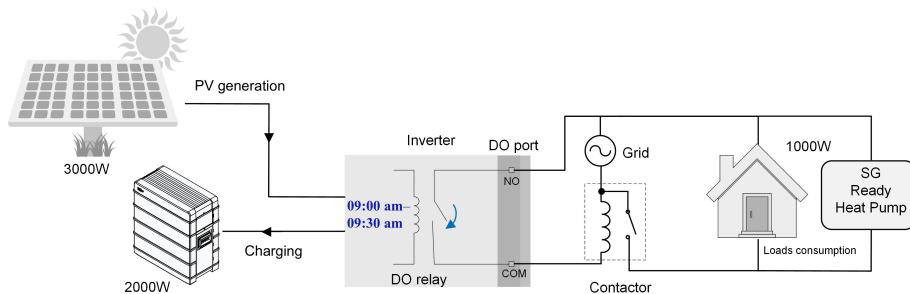 PV generation
3000W
Charging
2000W
Inverter
DO port
09:00 am
09:30 am
NO
COM
DO relay
Grid
Contactor
1000W
Loads consumption
SG
Ready
Heat Pump